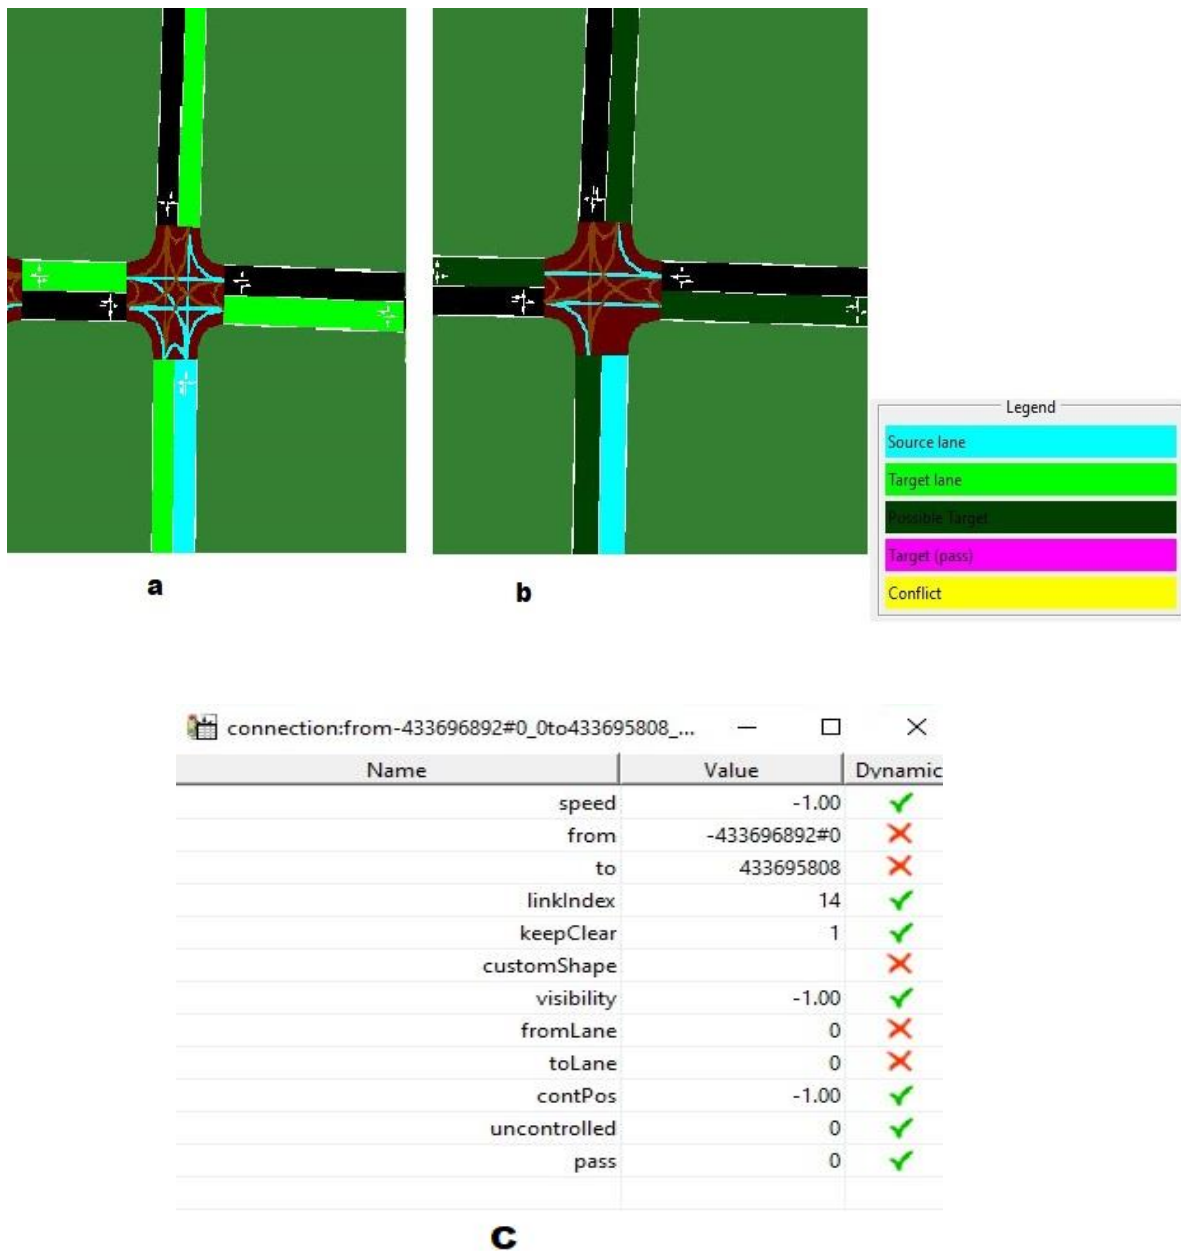 Legend
Source lane
Target lane
Possible Target
Target (pass)
Conflict
a
b
connection:from-433696892#0_0to433695808_...
Name Value Dynamic
speed -1.00
from -433696892#0
to 433695808
linkIndex 14
keepClear 1
customShape
visibility -1.00
fromLane 0
toLane 0
contPos -1.00
uncontrolled 0
pass 0
C